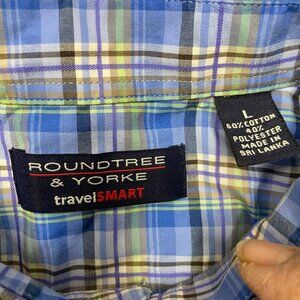 ROUNDTREE
& YORKE
travelSMART
L
60% COTTON
40%
POLYESTER
MADE IN
SRI LANKA